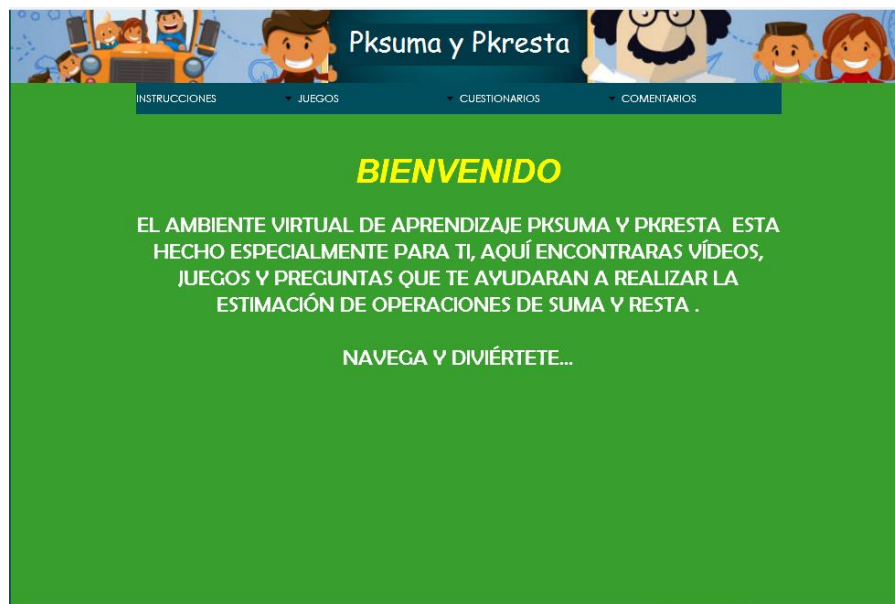 Pksuma y Pkresta
INSTRUCCIONES JUEGOS CUESTIONARIOS COMENTARIOS
BIENVENIDO
EL AMBIENTE VIRTUAL DE APRENDIZAJE PKSUMA Y PKRESTA ESTA
HECHO ESPECIALMENTE PARA TI, AQUÍ ENCONTRARAS VÍDEOS,
JUEGOS Y PREGUNTAS QUE TE AYUDARAN A REALIZAR LA
ESTIMACIÓN DE OPERACIONES DE SUMA Y RESTA .
NAVEGA Y DIVIÉRTETE...